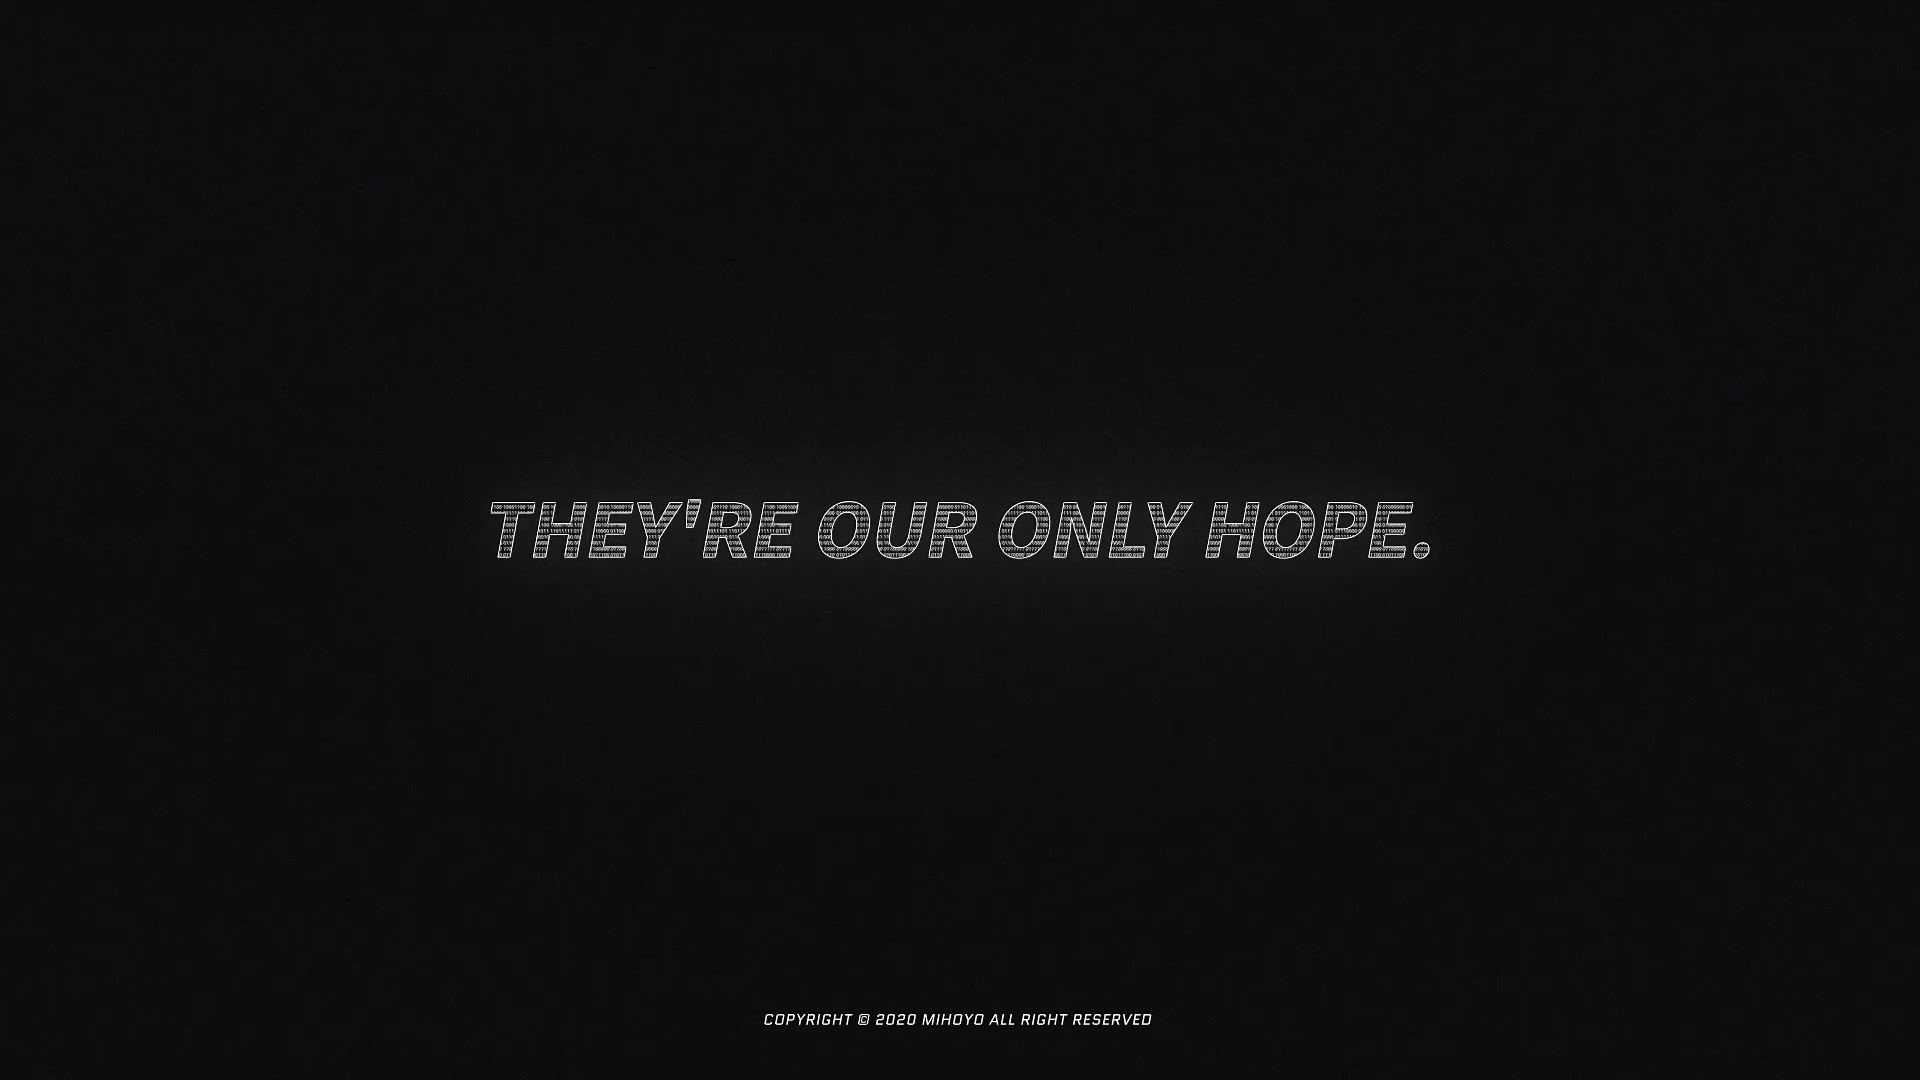 THEY'RE OUR ONLY HOPE.
COPYRIGHT © 2020 MIHOYO ALL RIGHT RESERVED